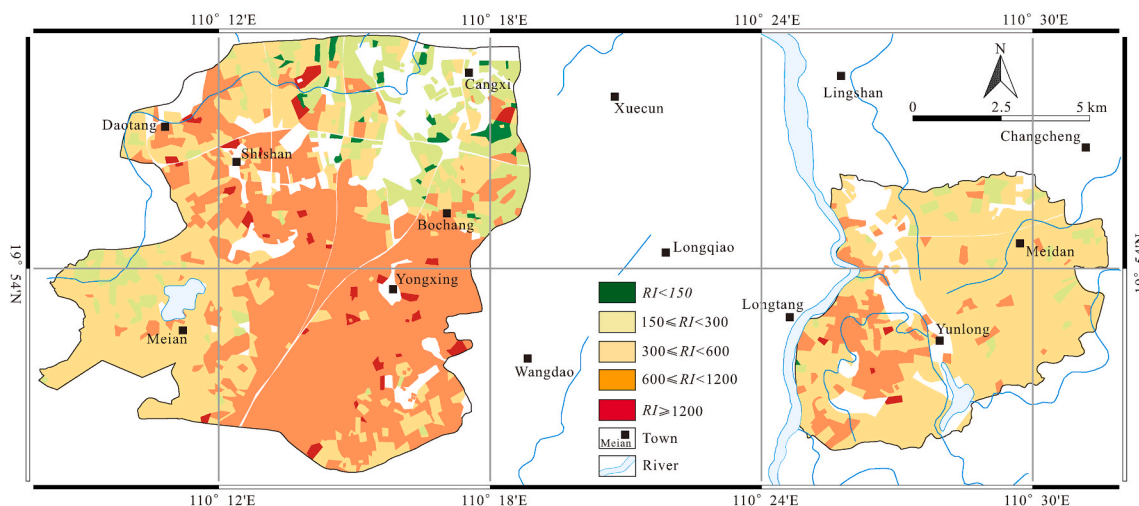 110° 12'E
110° 18'E
110° 24'E
110° 30'E
N
Cangxi
Xuecun
Lingshan
0 2.5 5 km
Daotang
Changcheng
Shishan
Bochang
Longqiao
Meidan
19° 54'N
19° 54'N
Yongxing
Longtang
Meian
Yunlong
Wangdao
RI<150
150≤RI<300
300≤RI<600
600≤RI<1200
RI≥1200
Meian Town
River
110° 12'E
110° 18'E
110° 24'E
110° 30'E